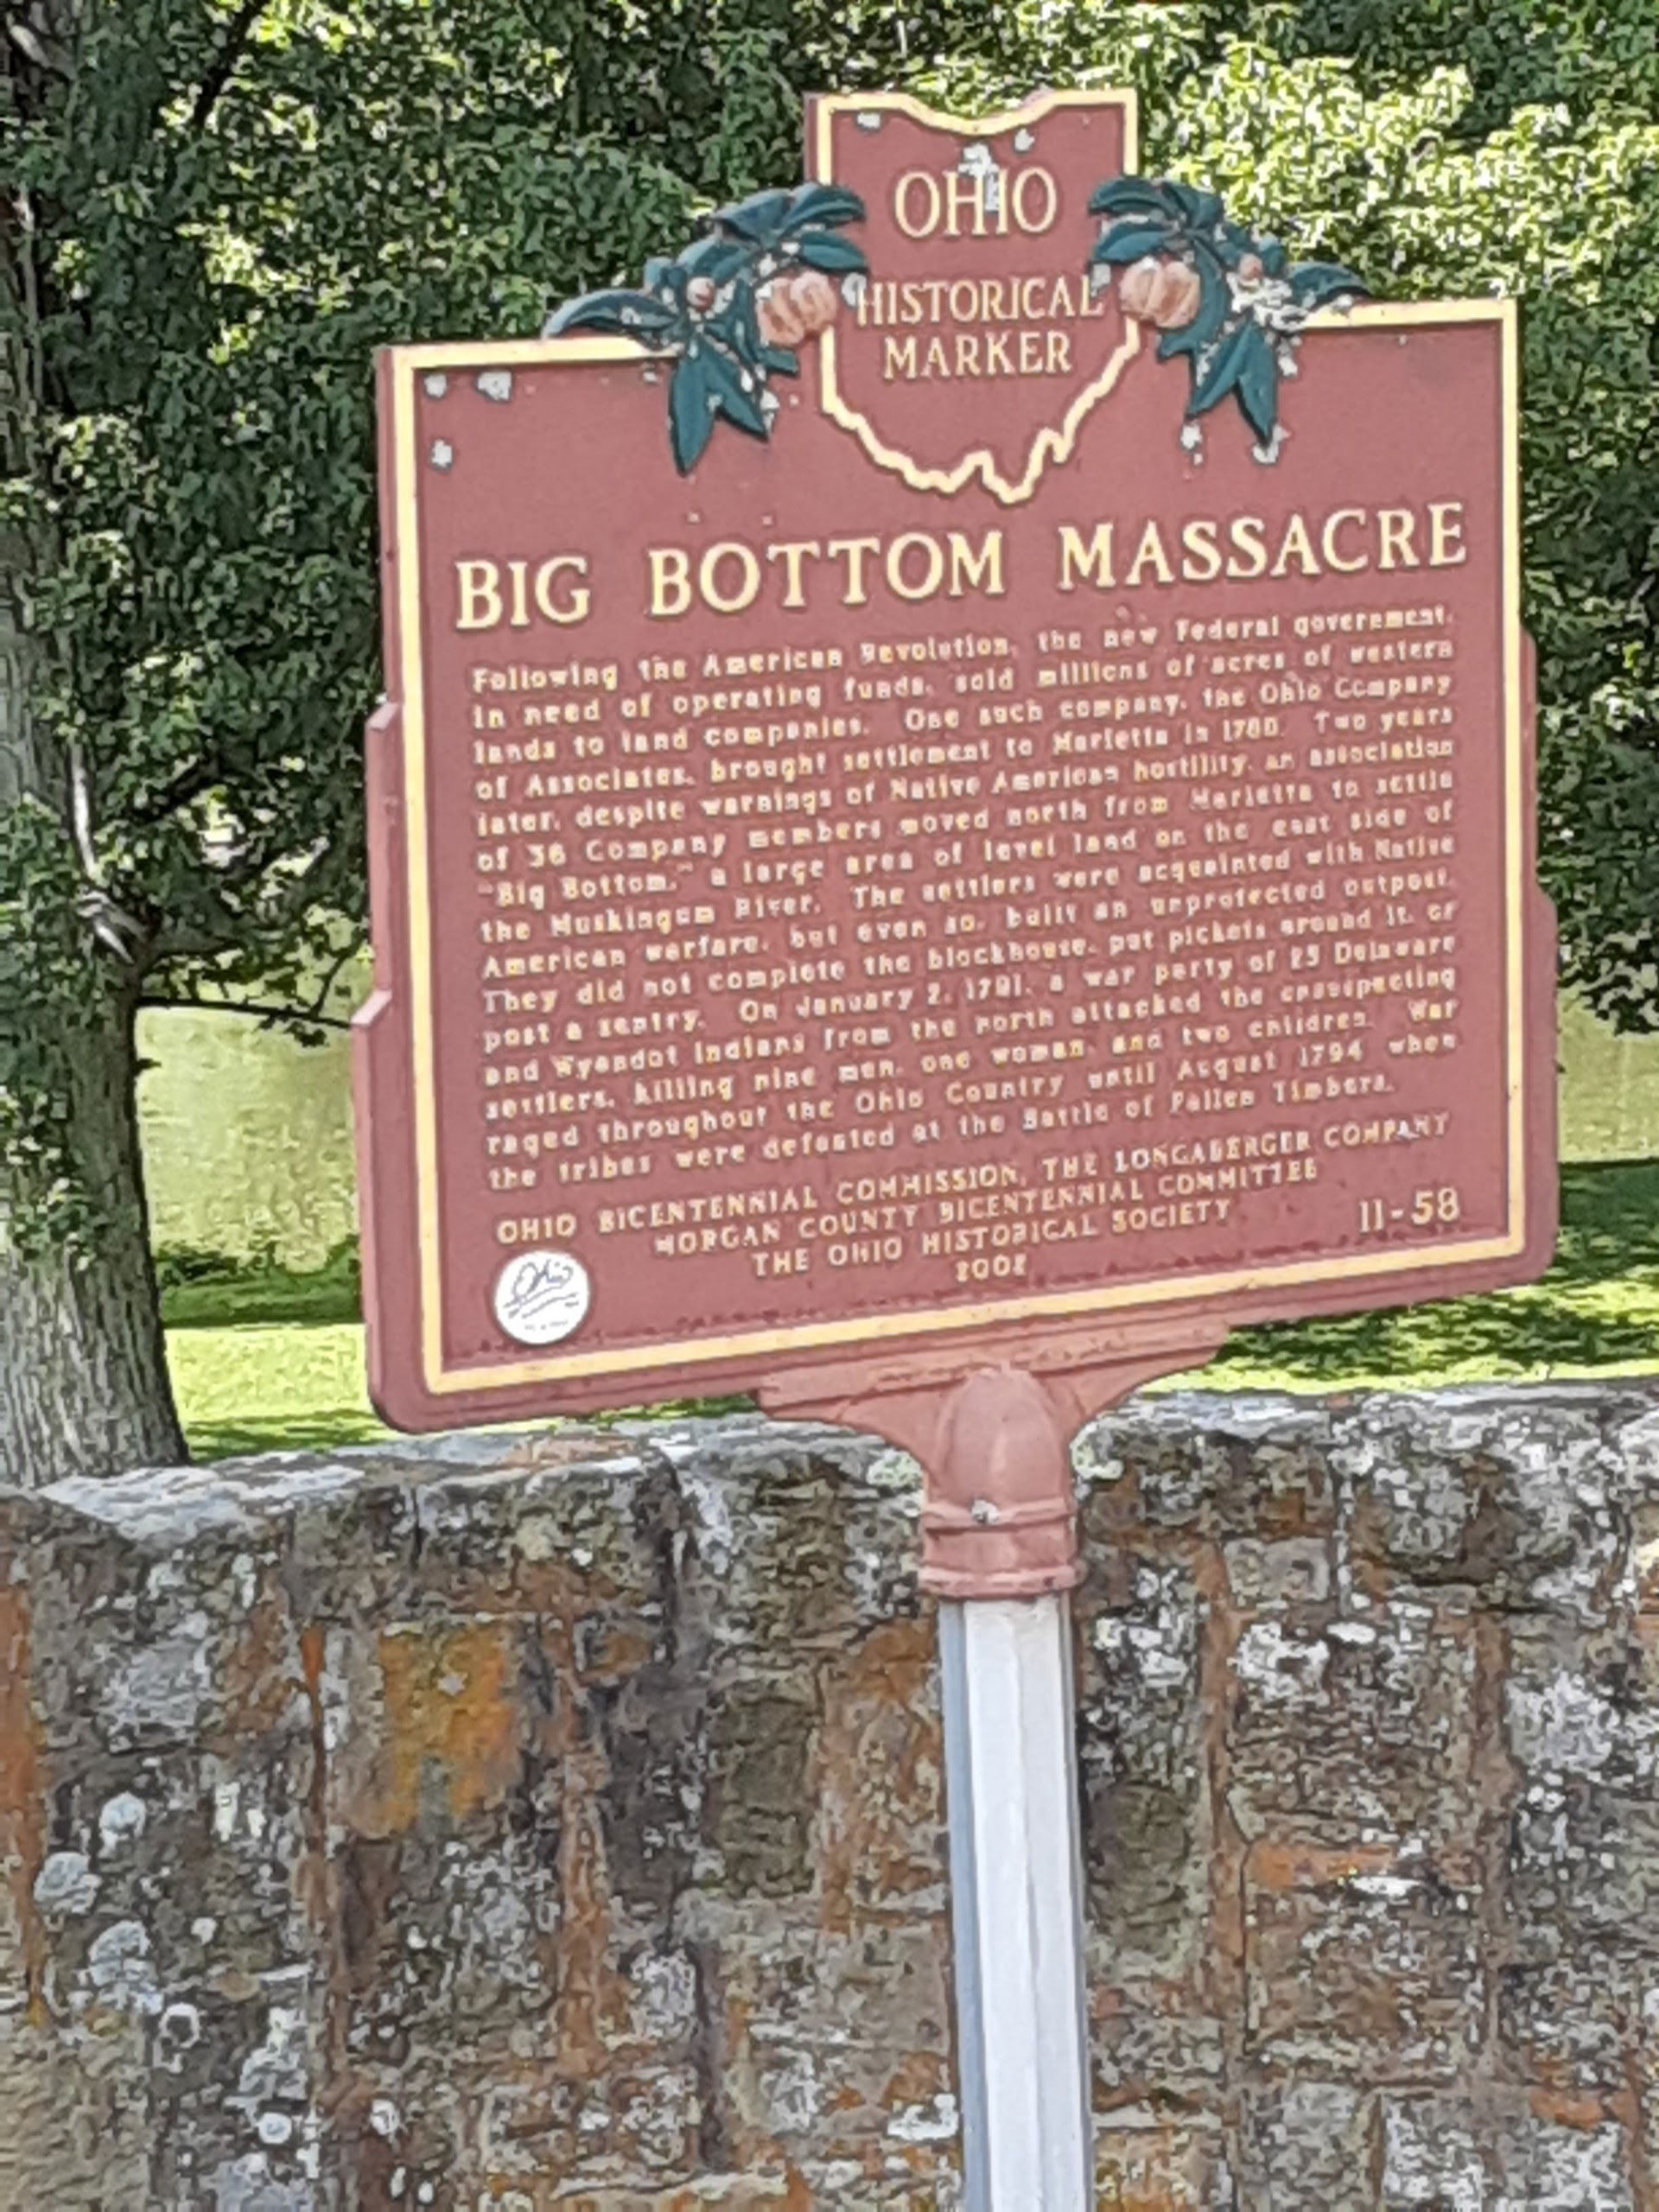 OHIO
HISTORICAL
MARKER
BIG BOTTOM MASSACRE
Following the American Revolution, the new Federal government,
in need of operating funds, sold millions of acres of western
lands to land companies. One such company, the Ohio Company
of Associates, brought settlement to Marietta in 1788. Two years
later, despite warnings of Native American hostility, an association
of 36 Company members moved north from Marietta to settle
"Big Bottom," a large area of level land on the east side of
the Muskingum River. The settlers were acquainted with Native
American warfare, but even so, built an unprotected outpost.
They did not complete the blockhouse, put pickets around it, or
post a sentry. On January 2, 1791, a war party of 25 Delaware
and Wyandot Indians from the north attacked the unsuspecting
settlers, killing nine men, one woman, and two children. War
raged throughout the Ohio Country until August 1794 when
the tribes were defeated at the Battle of Fallen Timbers.
OHIO BICENTENNIAL COMMISSION, THE LONGABERGER COMPANY
MORGAN COUNTY BICENTENNIAL COMMITTEE
THE OHIO HISTORICAL SOCIETY
11-58
Ohio